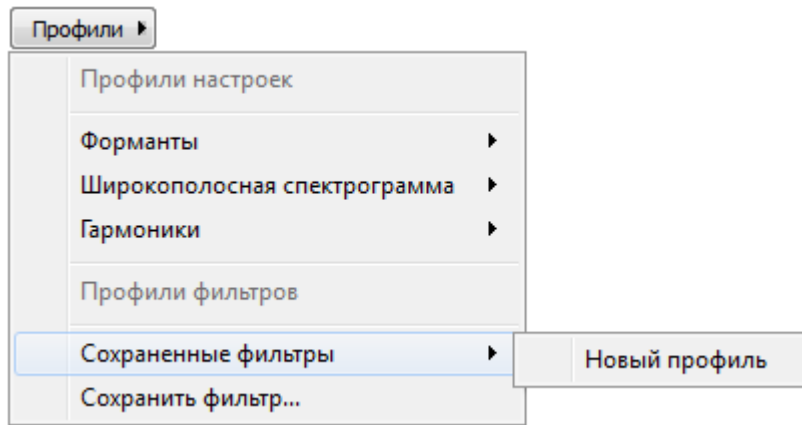 Профили
Профили настроек
Форманты
Широкополосная спектрограмма
Гармоники
Профили фильтров
Сохраненные фильтры
Новый профиль
Сохранить фильтр...